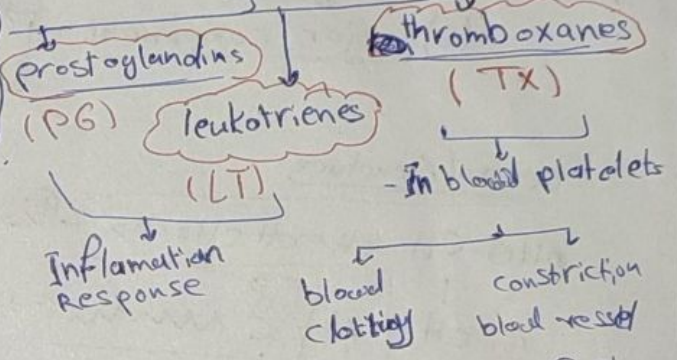 prostoglandins
(PG)
leukotrienes
(LT)
Inflamation
Response
thromboxanes
(TX)
- In blood platelets
blood
clotting
constriction
blood vessel